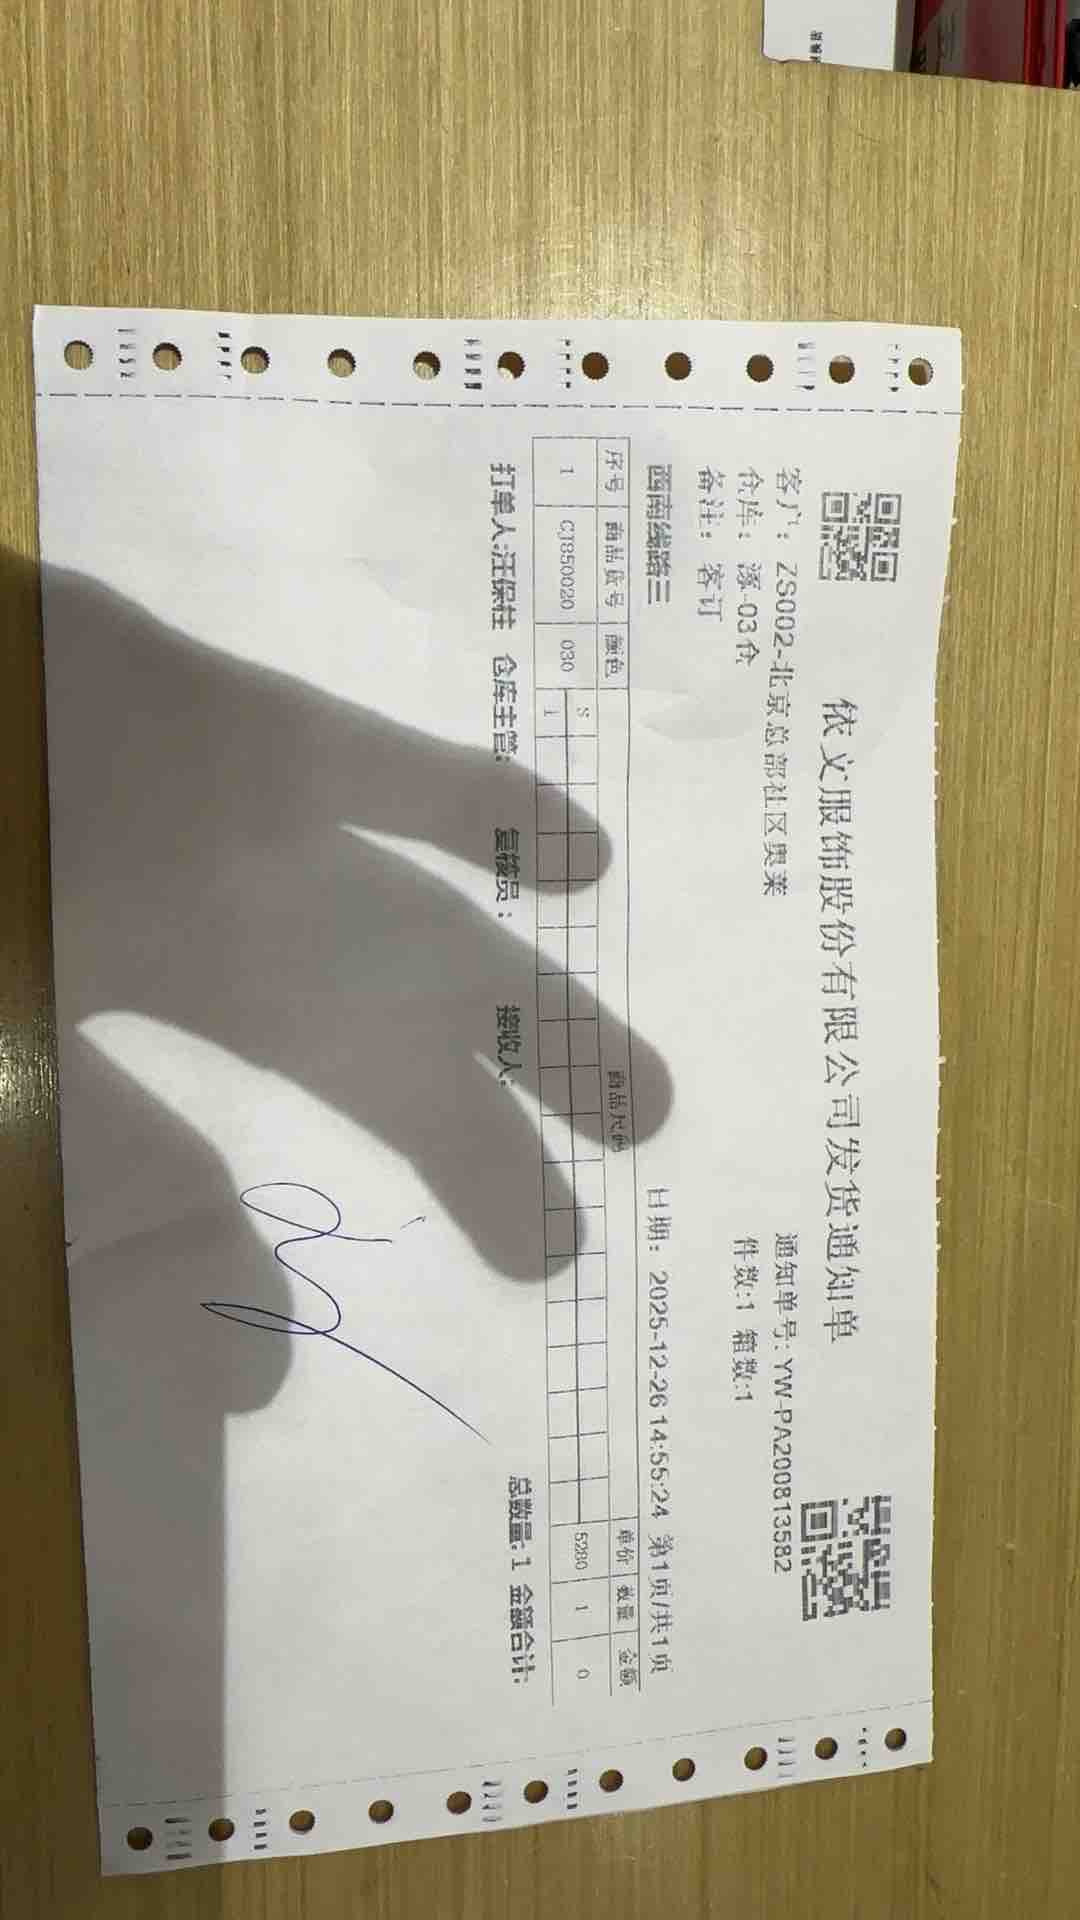 依文服饰股份有限公司发货通知单
客户: ZS002-北京总部社区奥莱 通知单号: YW-PA200813582
仓库: 涿-03仓 件数:1 箱数:1
备注: 客订
西南线路三 日期: 2025-12-26 14:55:24 第1页/共1页
序号 商品货号 颜色 商品尺码 单价 数量 金额
S
1 CJ850020 030 1 5280 1 0
打单人:汪保柱 仓库主管: 复核员: 接收人: 总数量:1 金额合计: